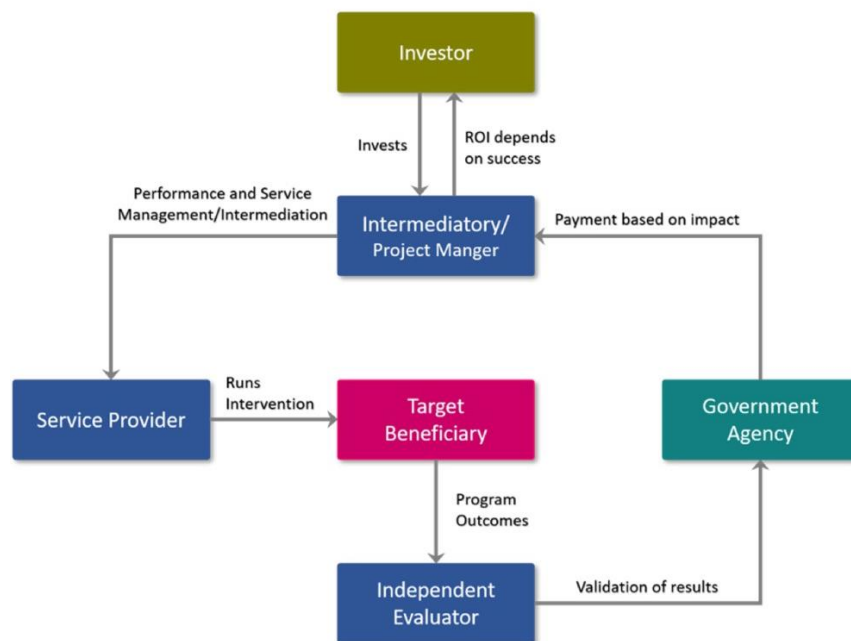 Investor
Invests
ROI depends
on success
Performance and Service
Management/Intermediation
Intermediatory/
Project Manger
Payment based on impact
Service Provider
Runs
Intervention
Target
Beneficiary
Government
Agency
Program
Outcomes
Independent
Evaluator
Validation of results